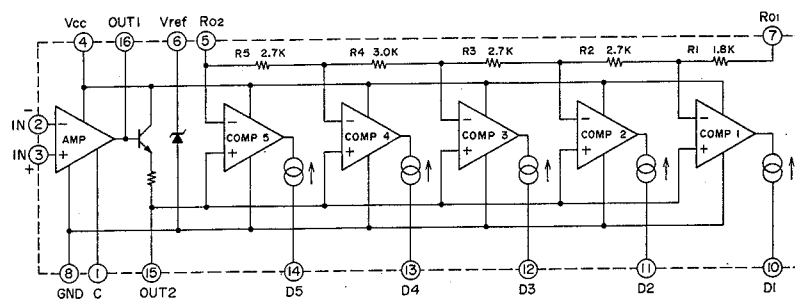 Vcc OUT1 Vref Ro2 Ro1
4 16 6 5 7
R5 2.7K R4 3.0K R3 2.7K R2 2.7K R1 1.8K
− IN 2 − AMP
IN 3 + +
− + COMP 5
− + COMP 4
− + COMP 3
− + COMP 2
− + COMP 1
8 1 15 14 13 12 11 10
GND C OUT2 D5 D4 D3 D2 D1